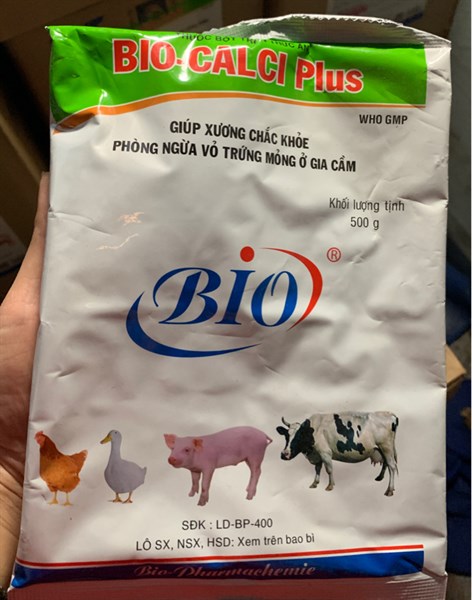 BIO-CALCI Plus
WHO GMP
GIÚP XƯƠNG CHẮC KHỎE
PHÒNG NGỪA VỎ TRỨNG MỎNG Ở GIA CẦM
Khối lượng tịnh
500 g
BIO®
SĐK : LD-BP-400
LÔ SX, NSX, HSD: Xem trên bao bì
Bio-Pharmachemie